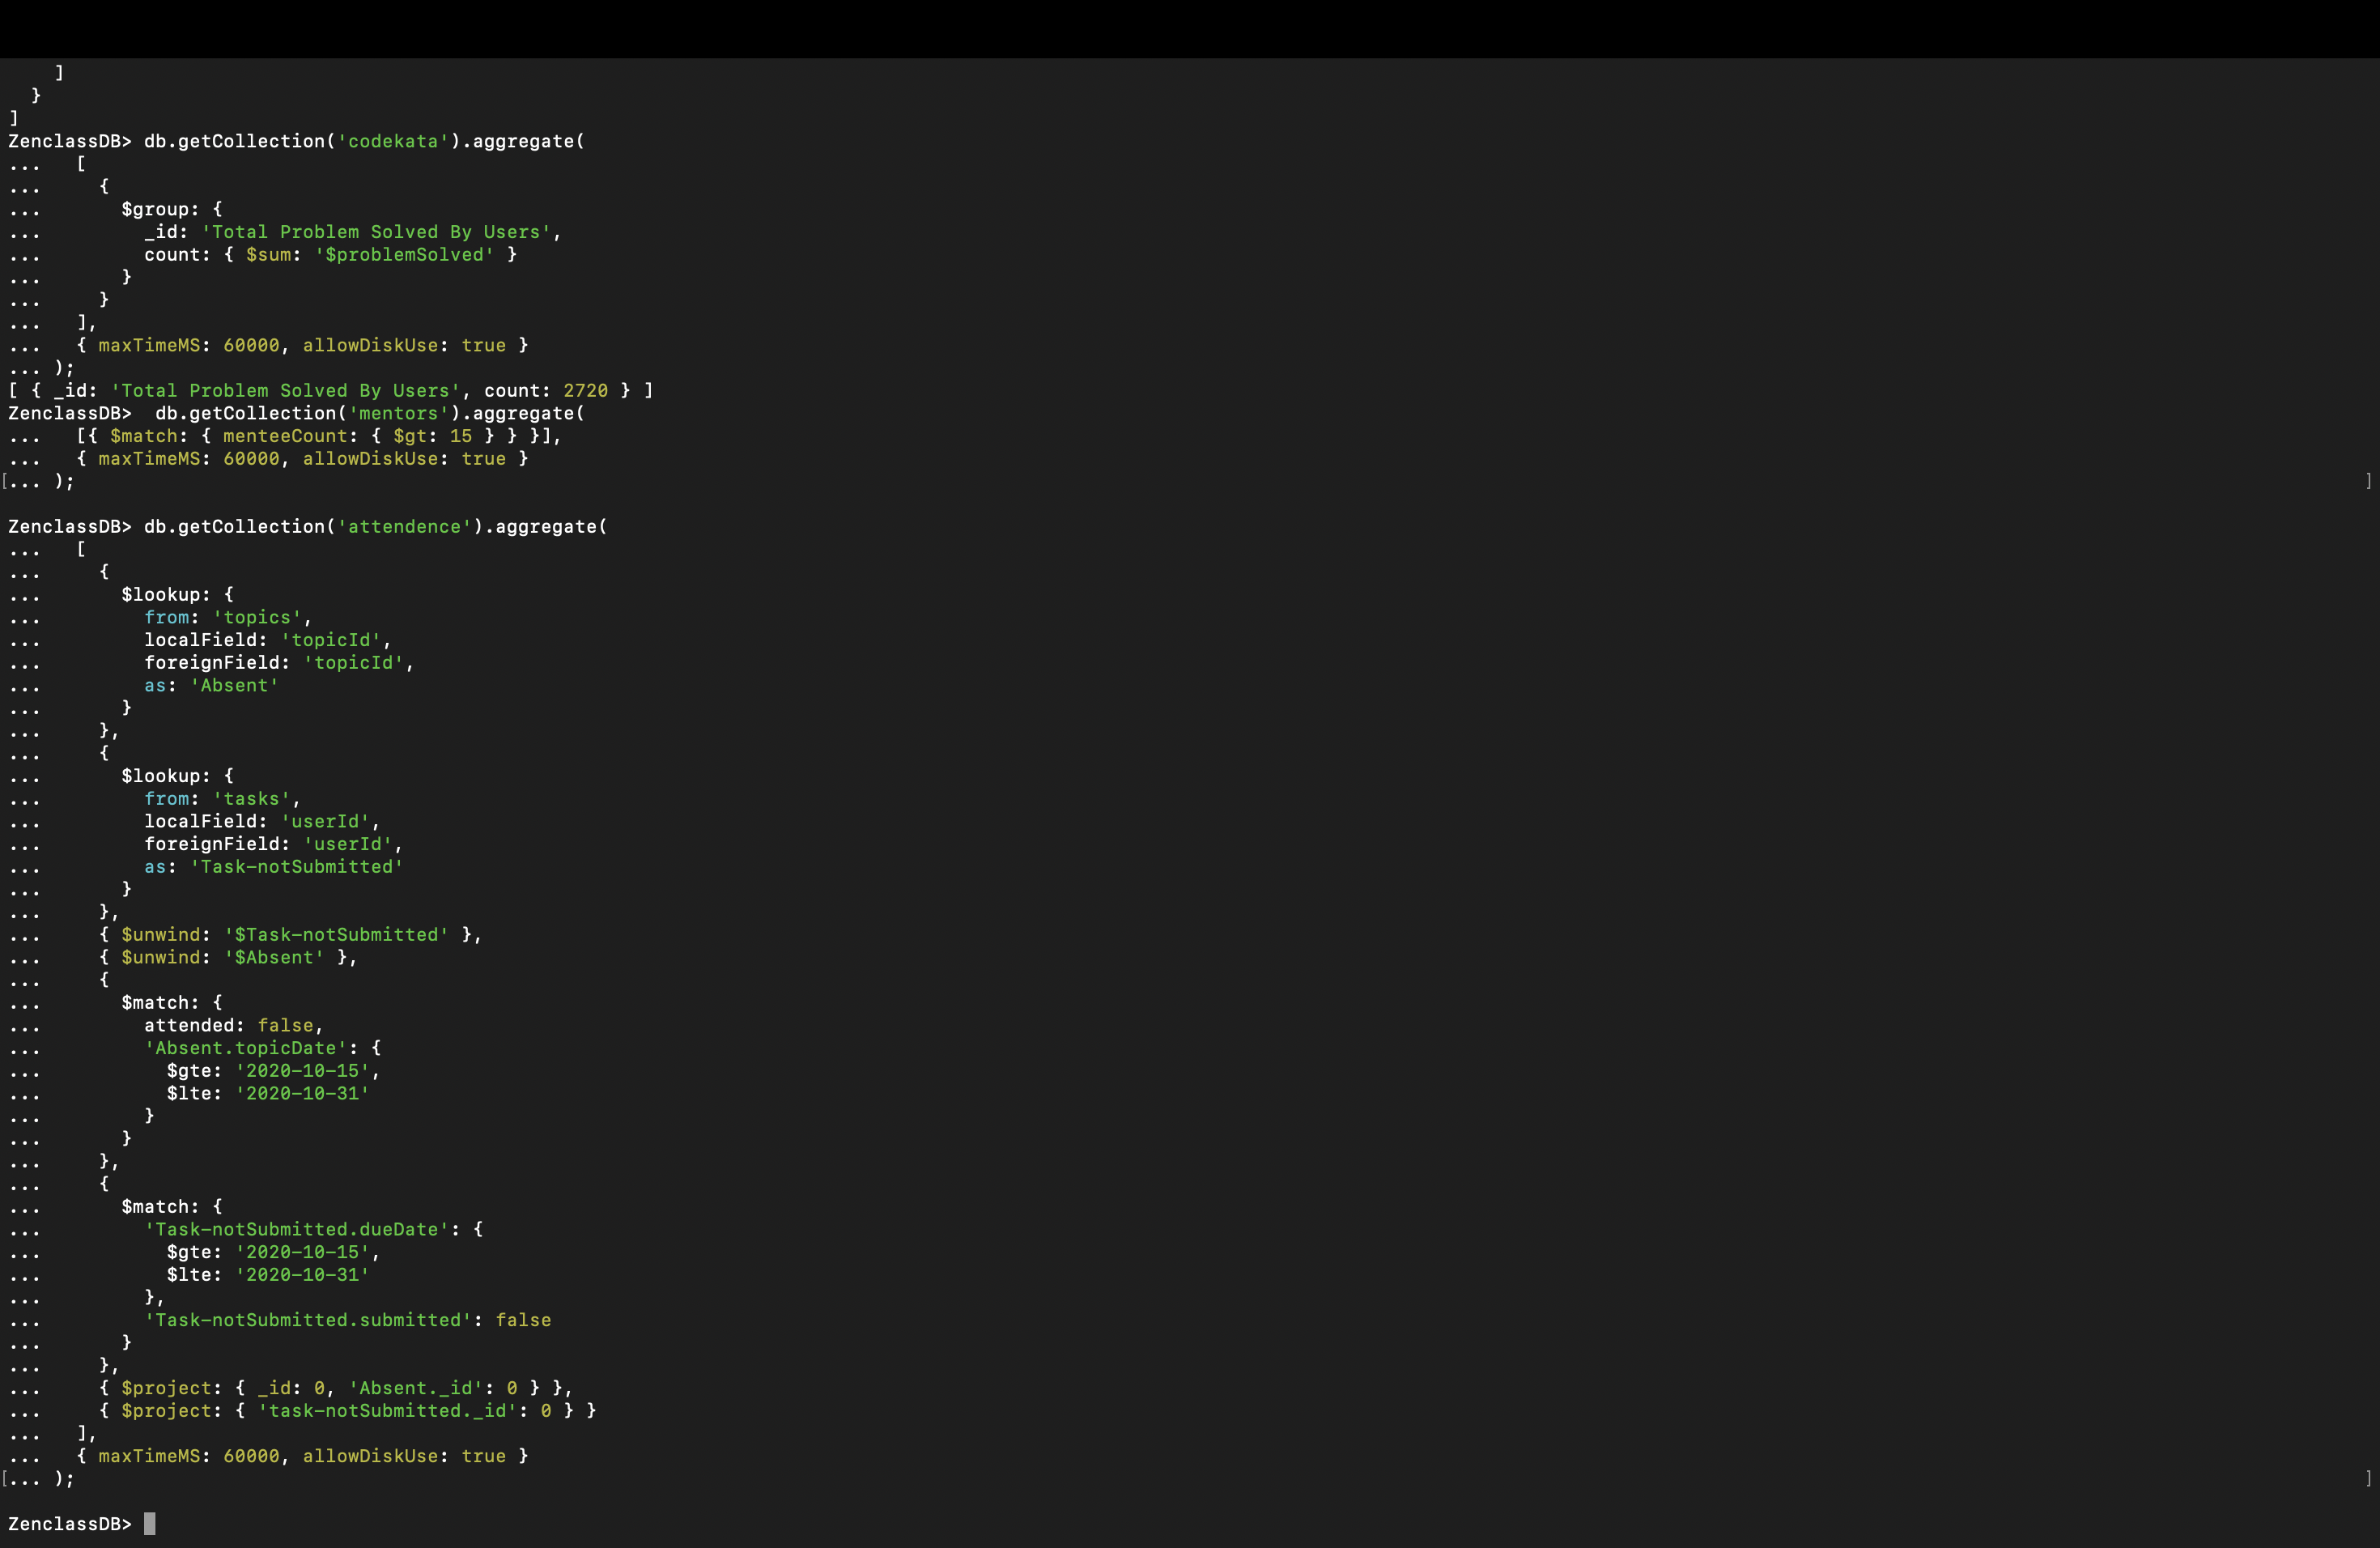 ]
  }
]
ZenclassDB> db.getCollection('codekata').aggregate(
...   [
...     {
...       $group: {
...         _id: 'Total Problem Solved By Users',
...         count: { $sum: '$problemSolved' }
...       }
...     }
...   ],
...   { maxTimeMS: 60000, allowDiskUse: true }
... );
[ { _id: 'Total Problem Solved By Users', count: 2720 } ]
ZenclassDB>  db.getCollection('mentors').aggregate(
...   [{ $match: { menteeCount: { $gt: 15 } } }],
...   { maxTimeMS: 60000, allowDiskUse: true }
[... ); ]
ZenclassDB> db.getCollection('attendence').aggregate(
...   [
...     {
...       $lookup: {
...         from: 'topics',
...         localField: 'topicId',
...         foreignField: 'topicId',
...         as: 'Absent'
...       }
...     },
...     {
...       $lookup: {
...         from: 'tasks',
...         localField: 'userId',
...         foreignField: 'userId',
...         as: 'Task-notSubmitted'
...       }
...     },
...     { $unwind: '$Task-notSubmitted' },
...     { $unwind: '$Absent' },
...     {
...       $match: {
...         attended: false,
...         'Absent.topicDate': {
...           $gte: '2020-10-15',
...           $lte: '2020-10-31'
...         }
...       }
...     },
...     {
...       $match: {
...         'Task-notSubmitted.dueDate': {
...           $gte: '2020-10-15',
...           $lte: '2020-10-31'
...         },
...         'Task-notSubmitted.submitted': false
...       }
...     },
...     { $project: { _id: 0, 'Absent._id': 0 } },
...     { $project: { 'task-notSubmitted._id': 0 } }
...   ],
...   { maxTimeMS: 60000, allowDiskUse: true }
[... ); ]
ZenclassDB>